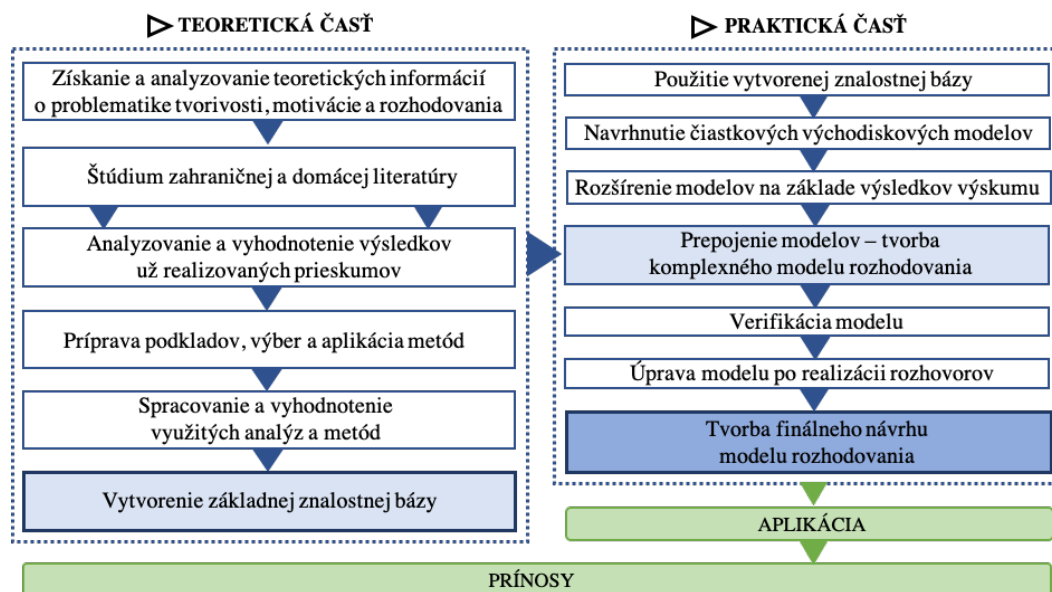 TEORETICKÁ ČASŤ
Získanie a analyzovanie teoretických informácií
o problematike tvorivosti, motivácie a rozhodovania
Štúdium zahraničnej a domácej literatúry
Analyzovanie a vyhodnotenie výsledkov
už realizovaných prieskumov
Príprava podkladov, výber a aplikácia metód
Spracovanie a vyhodnotenie
využitých analýz a metód
Vytvorenie základnej znalostnej bázy
PRAKTICKÁ ČASŤ
Použitie vytvorenej znalostnej bázy
Navrhnutie čiastkových východiskových modelov
Rozšírenie modelov na základe výsledkov výskumu
Prepojenie modelov – tvorba
komplexného modelu rozhodovania
Verifikácia modelu
Úprava modelu po realizácii rozhovorov
Tvorba finálneho návrhu
modelu rozhodovania
APLIKÁCIA
PRÍNOSY